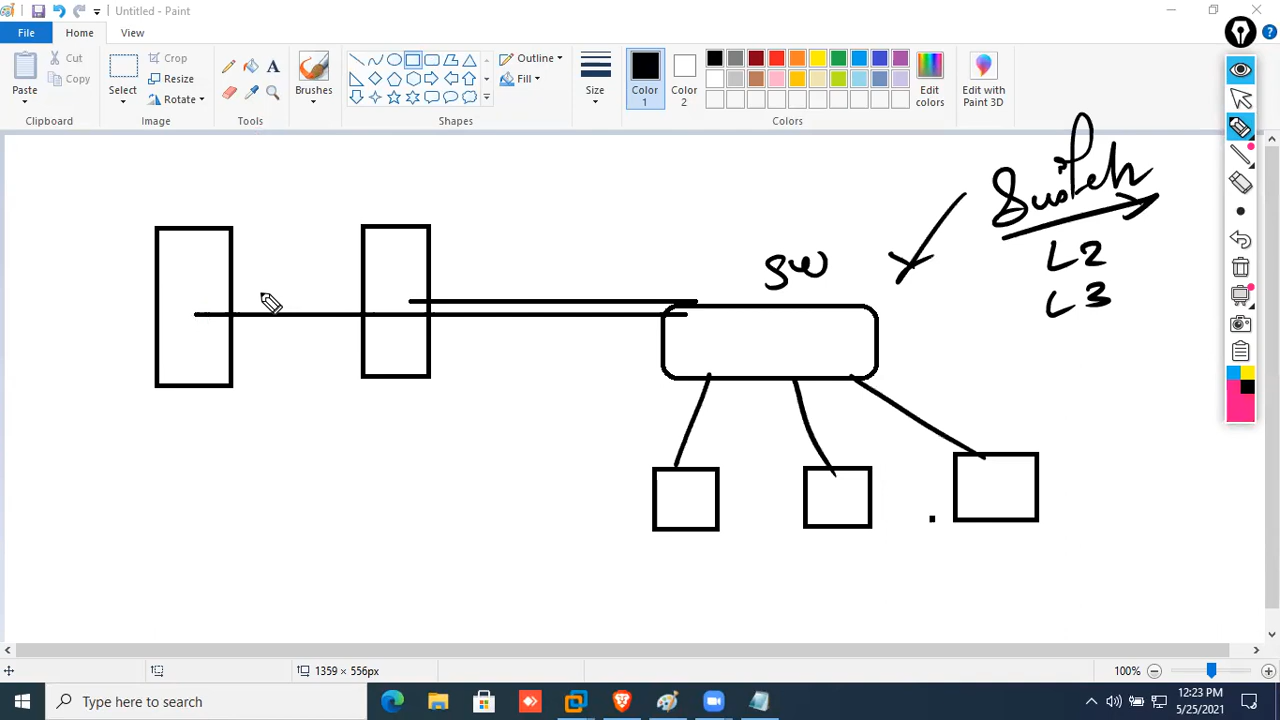 Untitled - Paint
File
Home
View
Paste
Cut
Copy
Clipboard
Select
Crop
Resize
Rotate
Image
A
Tools
Brushes
Shapes
Outline
Fill
Size
Color 1
Color 2
Edit colors
Edit with Paint 3D
Colors
Switch
L2
L3
SW
1359 × 556px
100%
Type here to search
12:23 PM
5/25/2021